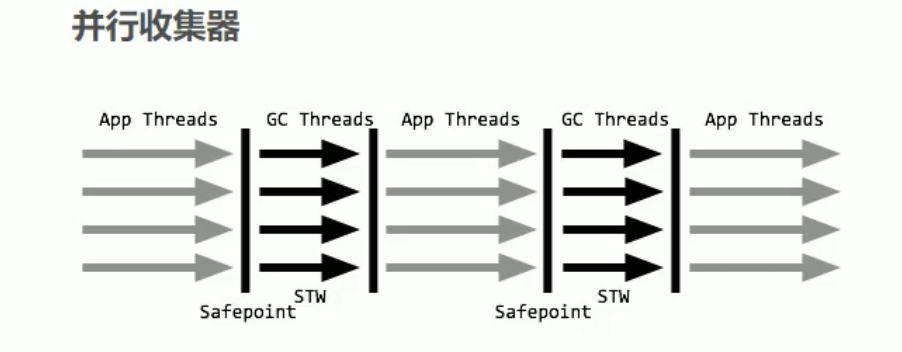 并行收集器
App Threads GC Threads App Threads GC Threads App Threads
STW STW
Safepoint Safepoint